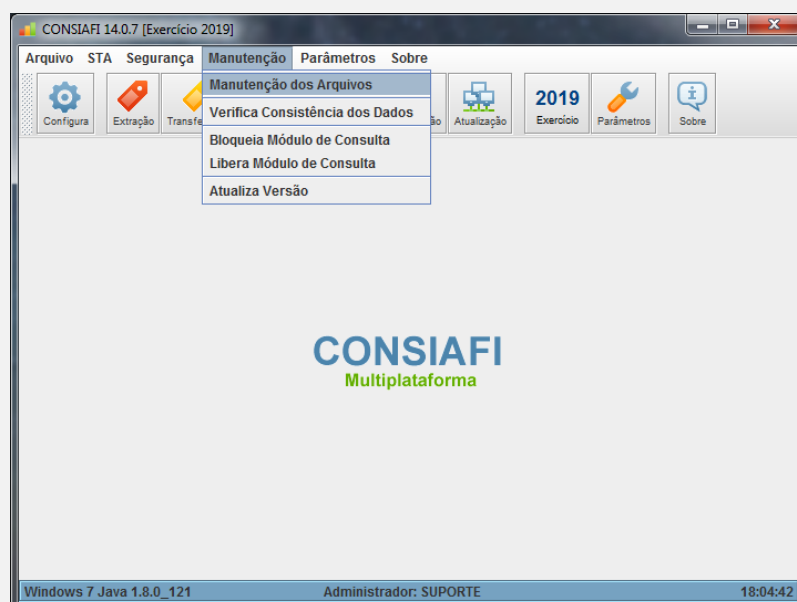 CONSIAFI 14.0.7 [Exercício 2019]
Arquivo STA Segurança Manutenção Parâmetros Sobre
Manutenção dos Arquivos
Verifica Consistência dos Dados
Bloqueia Módulo de Consulta
Libera Módulo de Consulta
Atualiza Versão
Configura Extração Atualização 2019 Exercício Parâmetros Sobre
CONSIAFI
Multiplataforma
Windows 7 Java 1.8.0_121 Administrador: SUPORTE 18:04:42